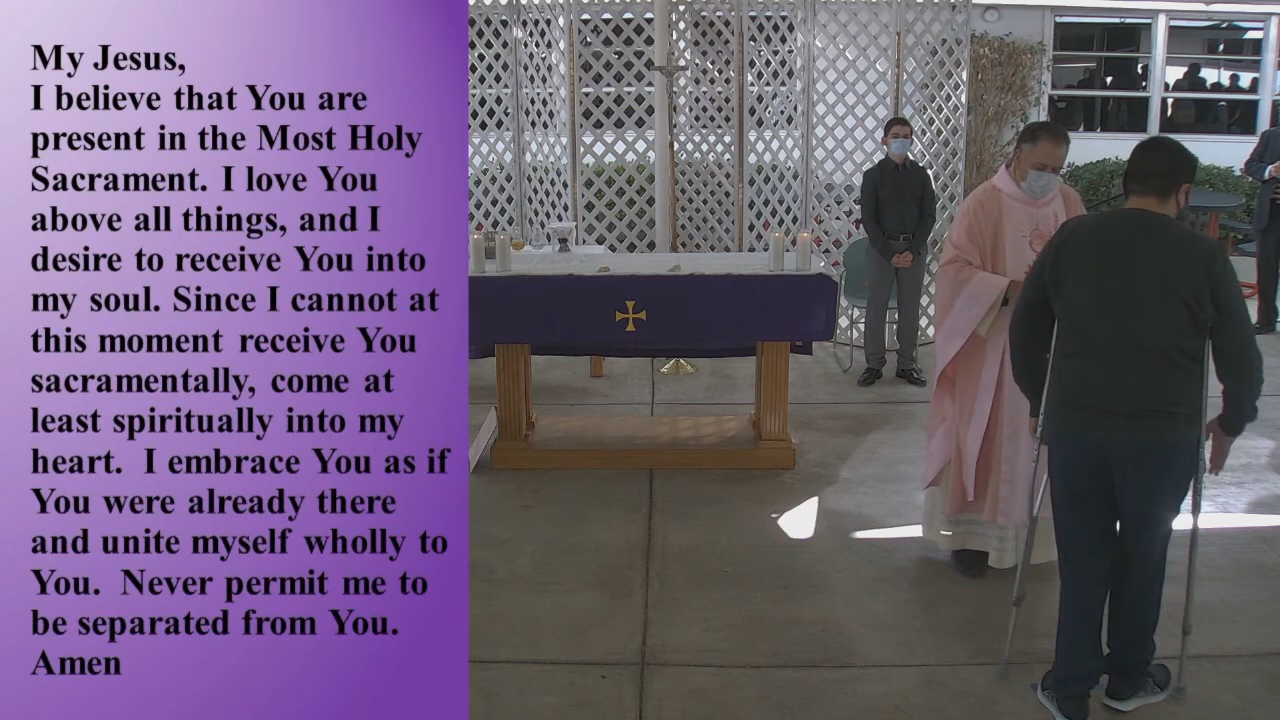 My Jesus,
I believe that You are
present in the Most Holy
Sacrament. I love You
above all things, and I
desire to receive You into
my soul. Since I cannot at
this moment receive You
sacramentally, come at
least spiritually into my
heart. I embrace You as if
You were already there
and unite myself wholly to
You. Never permit me to
be separated from You.
Amen